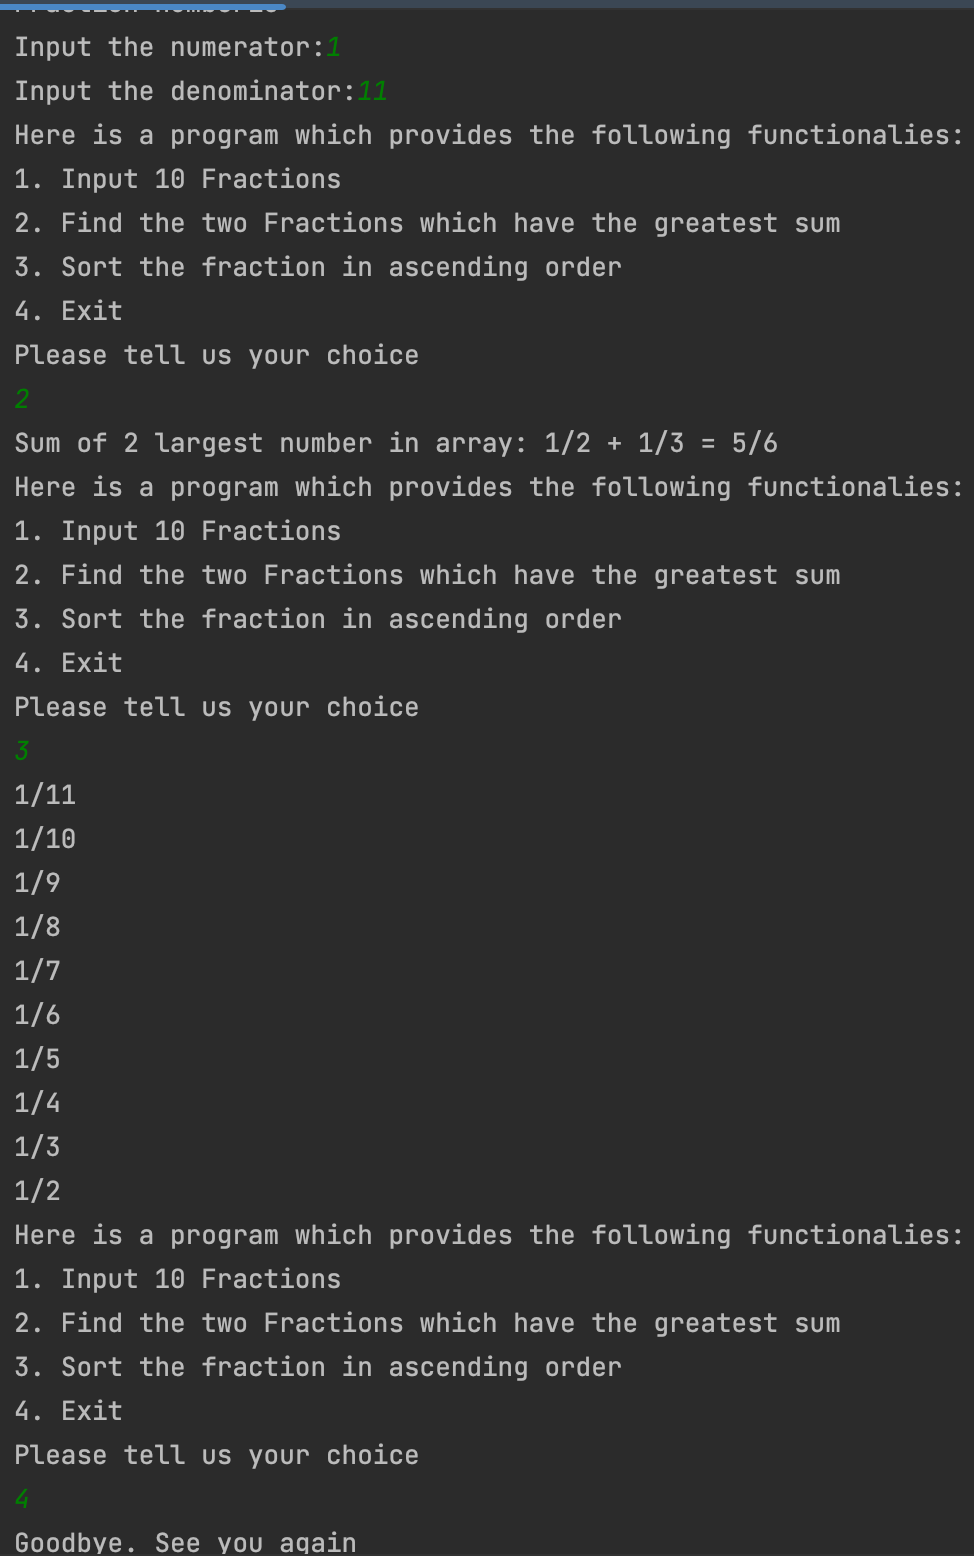 Input the numerator:1
Input the denominator:11
Here is a program which provides the following functionalies:
1. Input 10 Fractions
2. Find the two Fractions which have the greatest sum
3. Sort the fraction in ascending order
4. Exit
Please tell us your choice
2
Sum of 2 largest number in array: 1/2 + 1/3 = 5/6
Here is a program which provides the following functionalies:
1. Input 10 Fractions
2. Find the two Fractions which have the greatest sum
3. Sort the fraction in ascending order
4. Exit
Please tell us your choice
3
1/11
1/10
1/9
1/8
1/7
1/6
1/5
1/4
1/3
1/2
Here is a program which provides the following functionalies:
1. Input 10 Fractions
2. Find the two Fractions which have the greatest sum
3. Sort the fraction in ascending order
4. Exit
Please tell us your choice
4
Goodbye. See you again